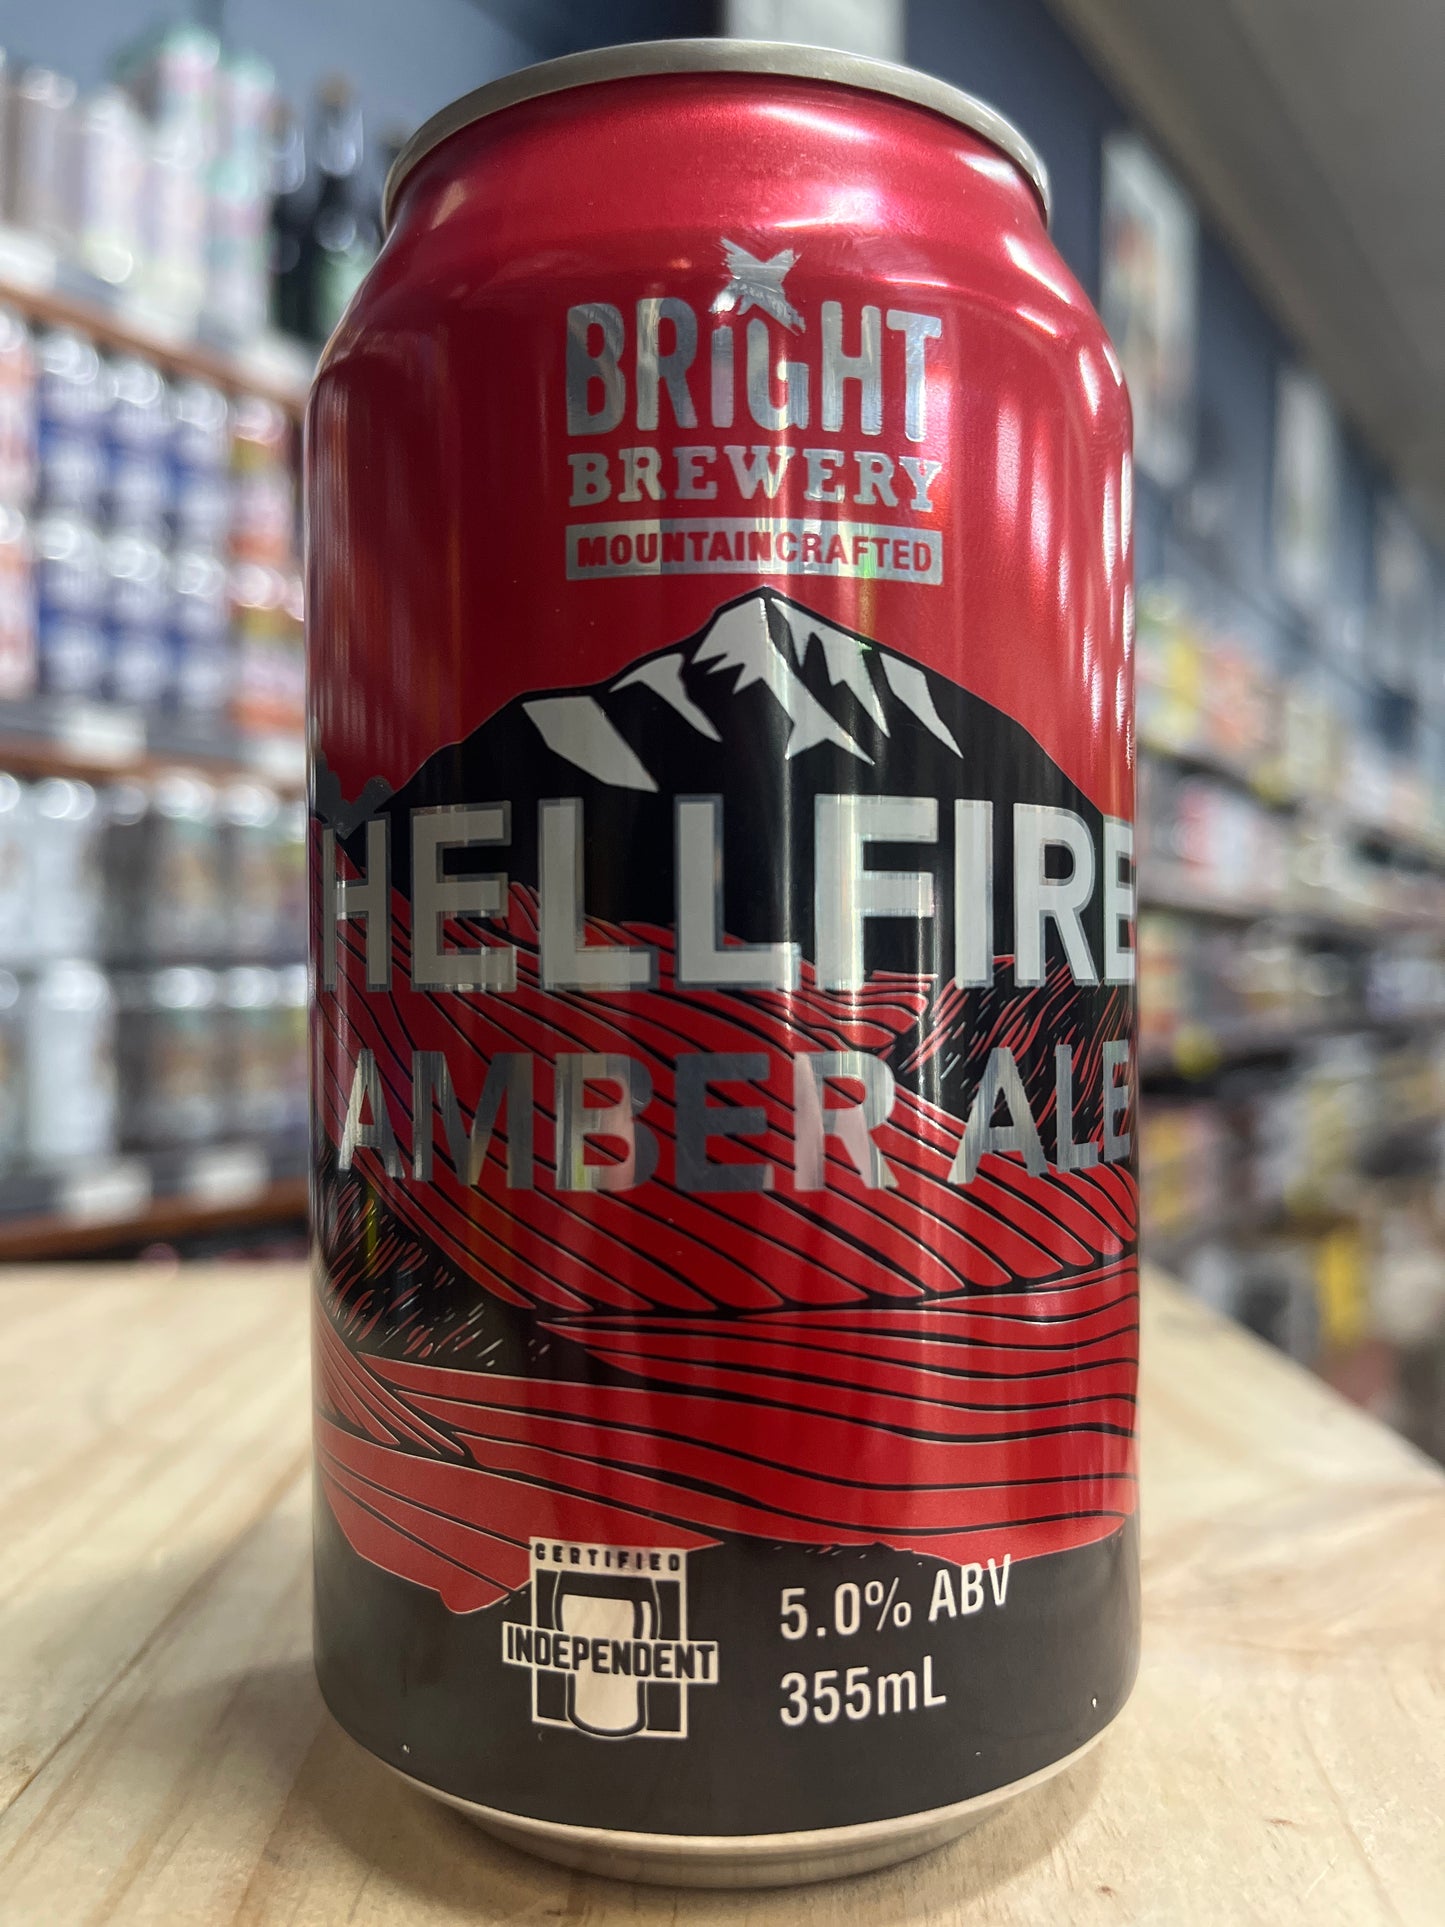 BRIGHT
BREWERY
MOUNTAINCRAFTED
HELLFIRE
AMBER ALE
CERTIFIED
INDEPENDENT
5.0% ABV
355mL